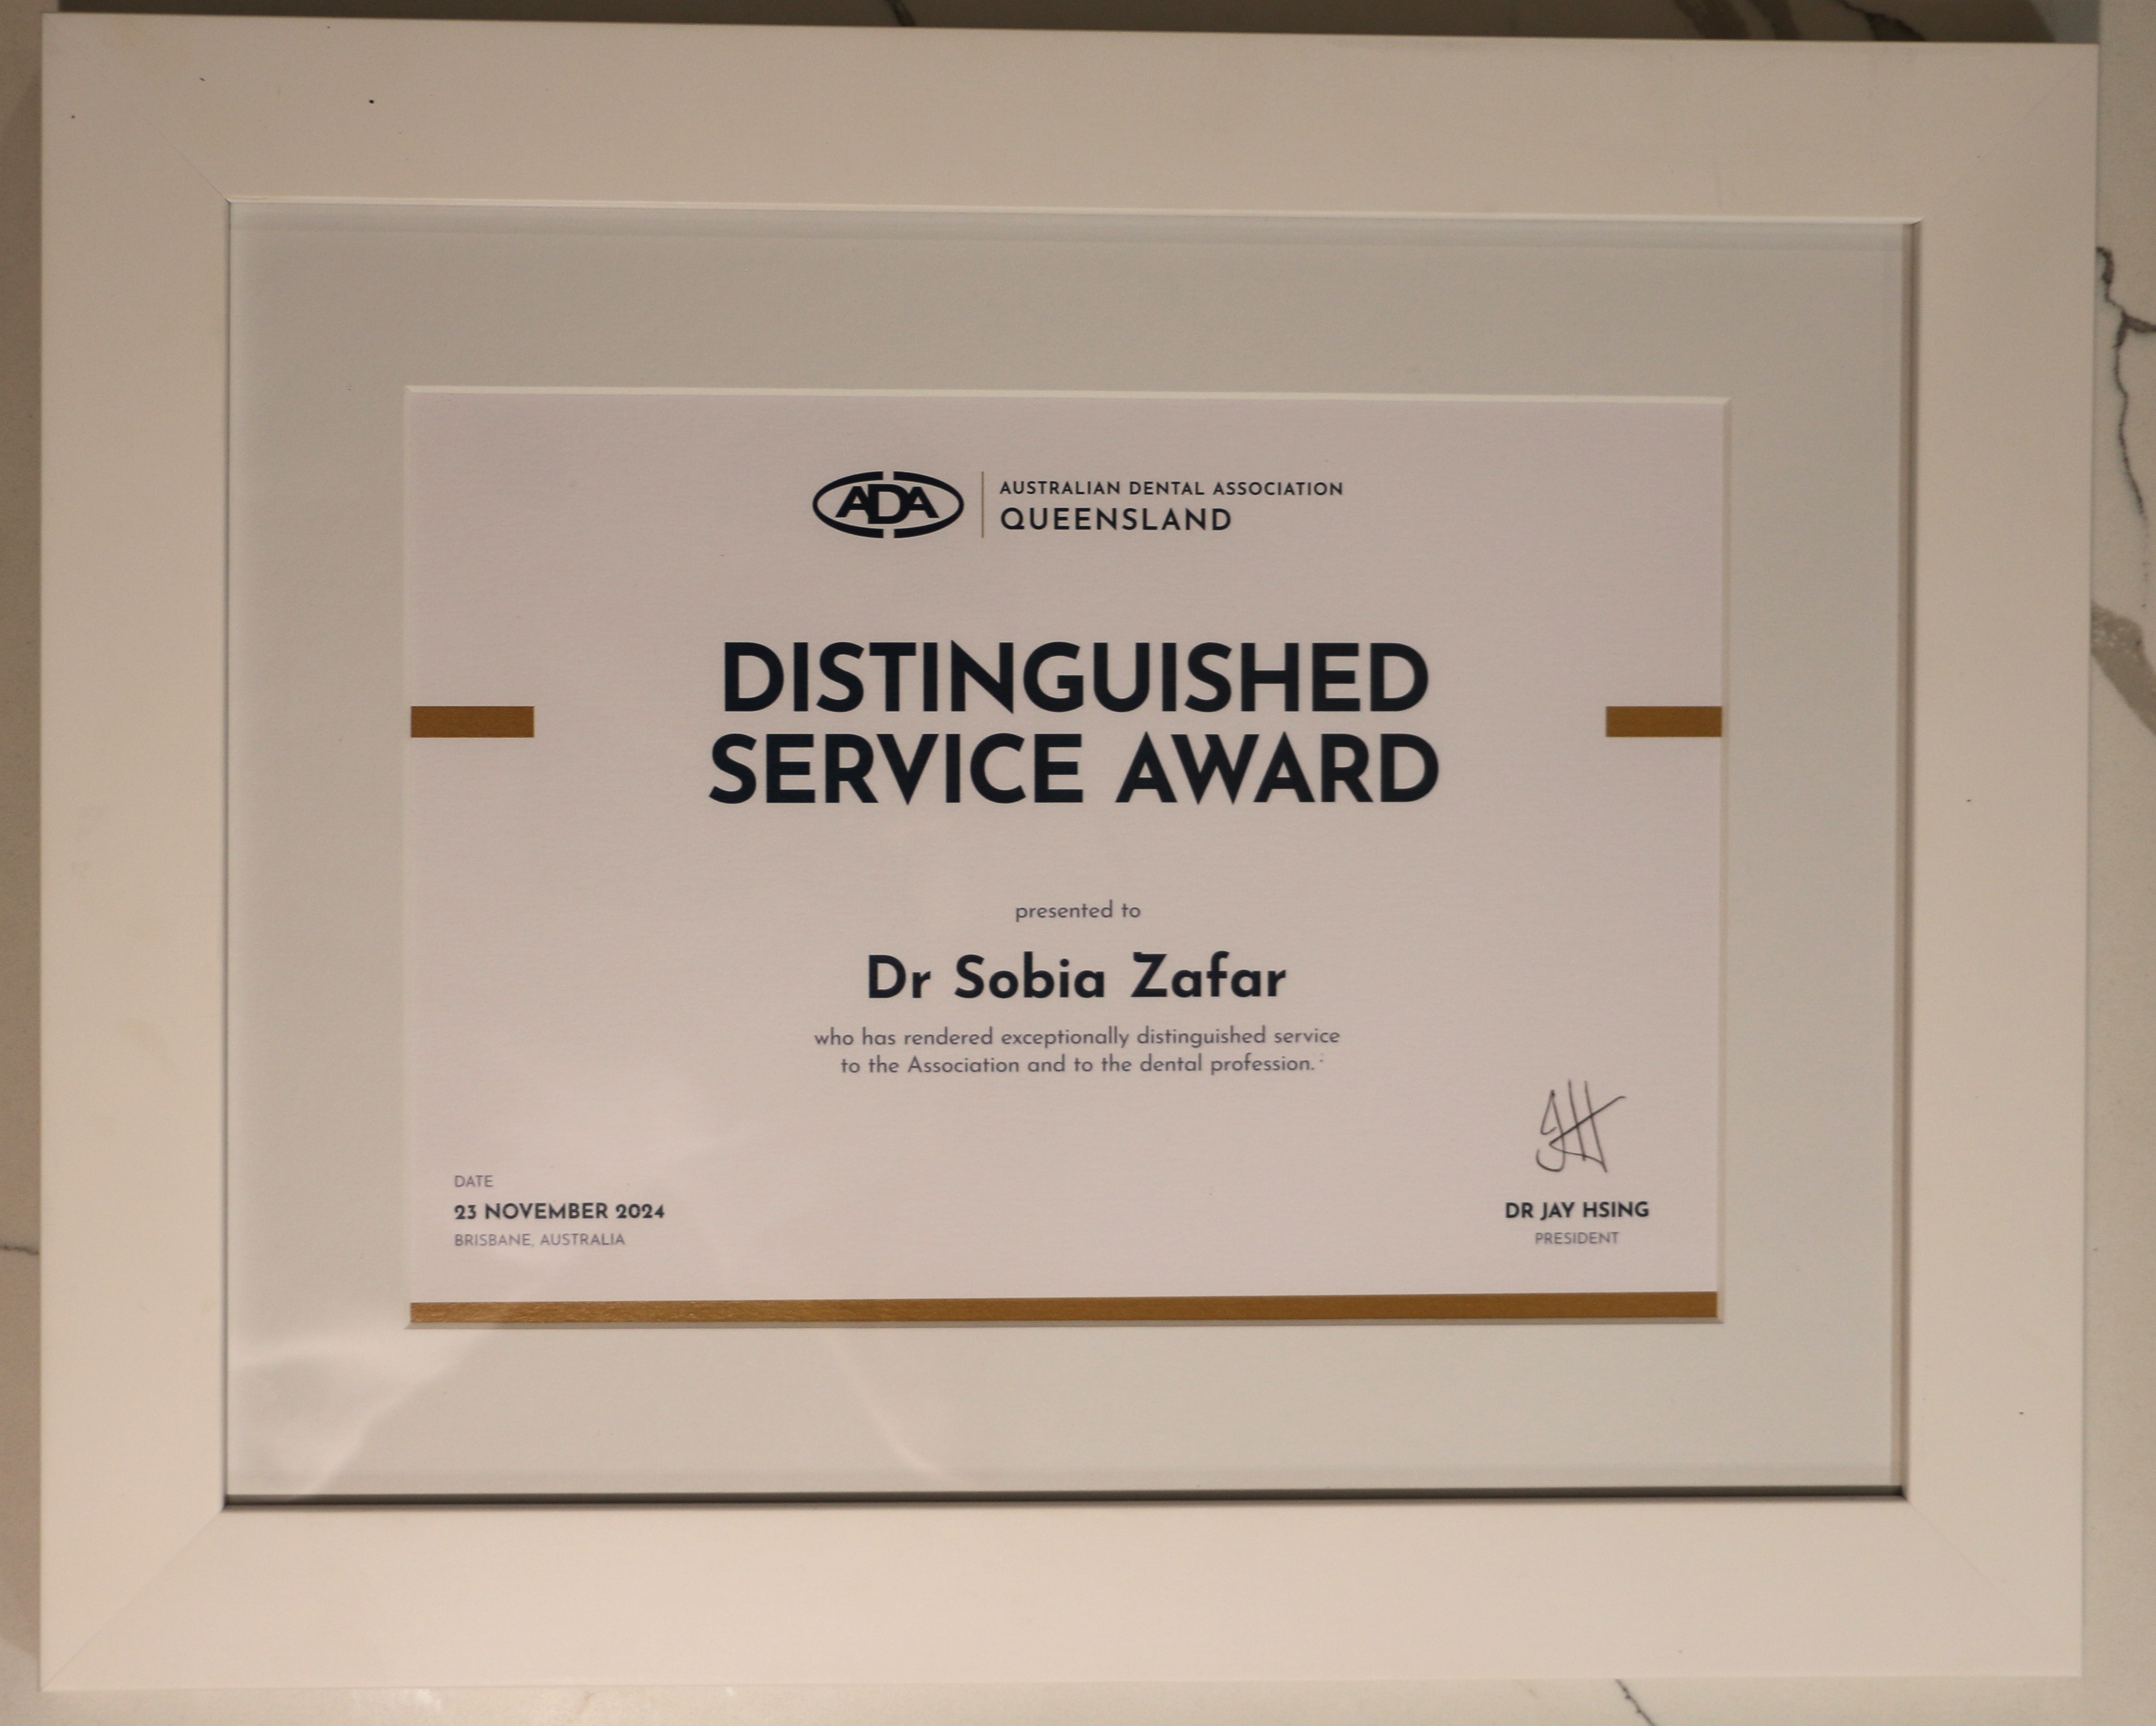 ADA
AUSTRALIAN DENTAL ASSOCIATION
QUEENSLAND
DISTINGUISHED
SERVICE AWARD
presented to
Dr Sobia Zafar
who has rendered exceptionally distinguished service
to the Association and to the dental profession.
DATE
23 NOVEMBER 2024
BRISBANE, AUSTRALIA
DR JAY HSING
PRESIDENT